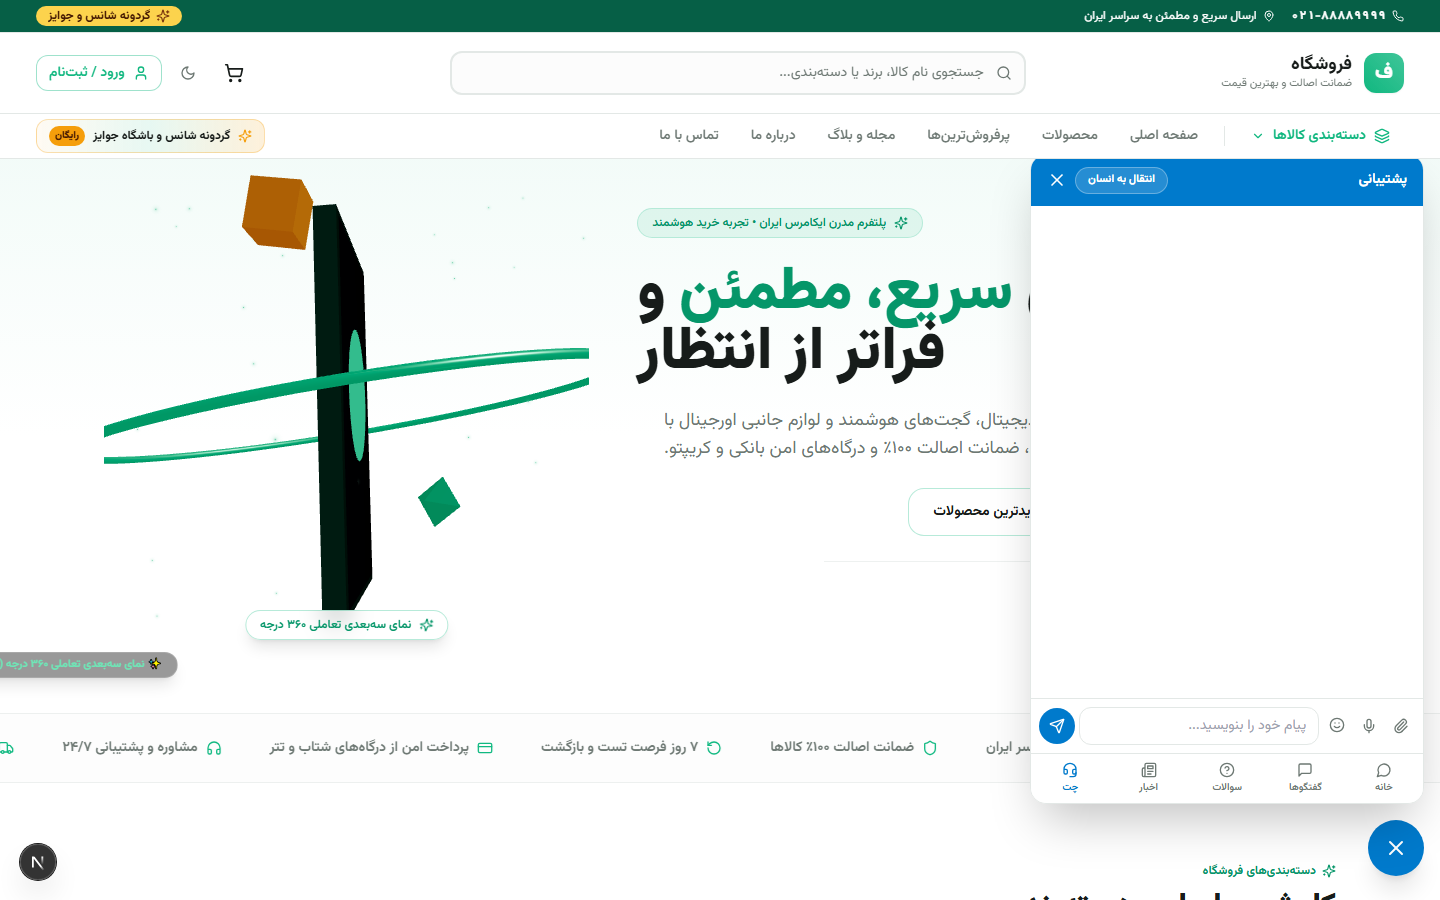 ۰۲۱-۸۸۸۸۹۹۹۹
ارسال سریع و مطمئن به سراسر ایران
گردونه شانس و جوایز
ف
فروشگاه
ضمانت اصالت و بهترین قیمت
جستجوی نام کالا، برند یا دسته‌بندی...
ورود / ثبت‌نام
دسته‌بندی کالاها
صفحه اصلی
محصولات
پرفروش‌ترین‌ها
مجله و بلاگ
درباره ما
تماس با ما
گردونه شانس و باشگاه جوایز
رایگان
پشتیبانی
انتقال به انسان
پلتفرم مدرن ایکامرس ایران • تجربه خرید هوشمند
سریع، مطمئن و
فراتر از انتظار
دیجیتال، گجت‌های هوشمند و لوازم جانبی اورجینال با
، ضمانت اصالت ۱۰۰٪ و درگاه‌های امن بانکی و کریپتو.
محصولات
نمای سه‌بعدی تعاملی ۳۶۰ درجه
نمای سه‌بعدی تعاملی ۳۶۰ درجه (
پیام خود را بنویسید...
خانه
گفتگوها
سوالات
اخبار
چت
ایران
ضمانت اصالت ۱۰۰٪ کالاها
۷ روز فرصت تست و بازگشت
پرداخت امن از درگاه‌های شتاب و تتر
مشاوره و پشتیبانی ۲۴/۷
N
دسته‌بندی‌های فروشگاه